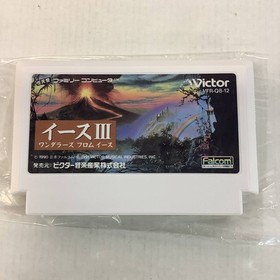 ファミリーコンピュータ
Victor
VFR-Q8-12
イースIII
ワンダラーズ フロム イース
発売元/ビクター音楽産業株式会社
Falcom